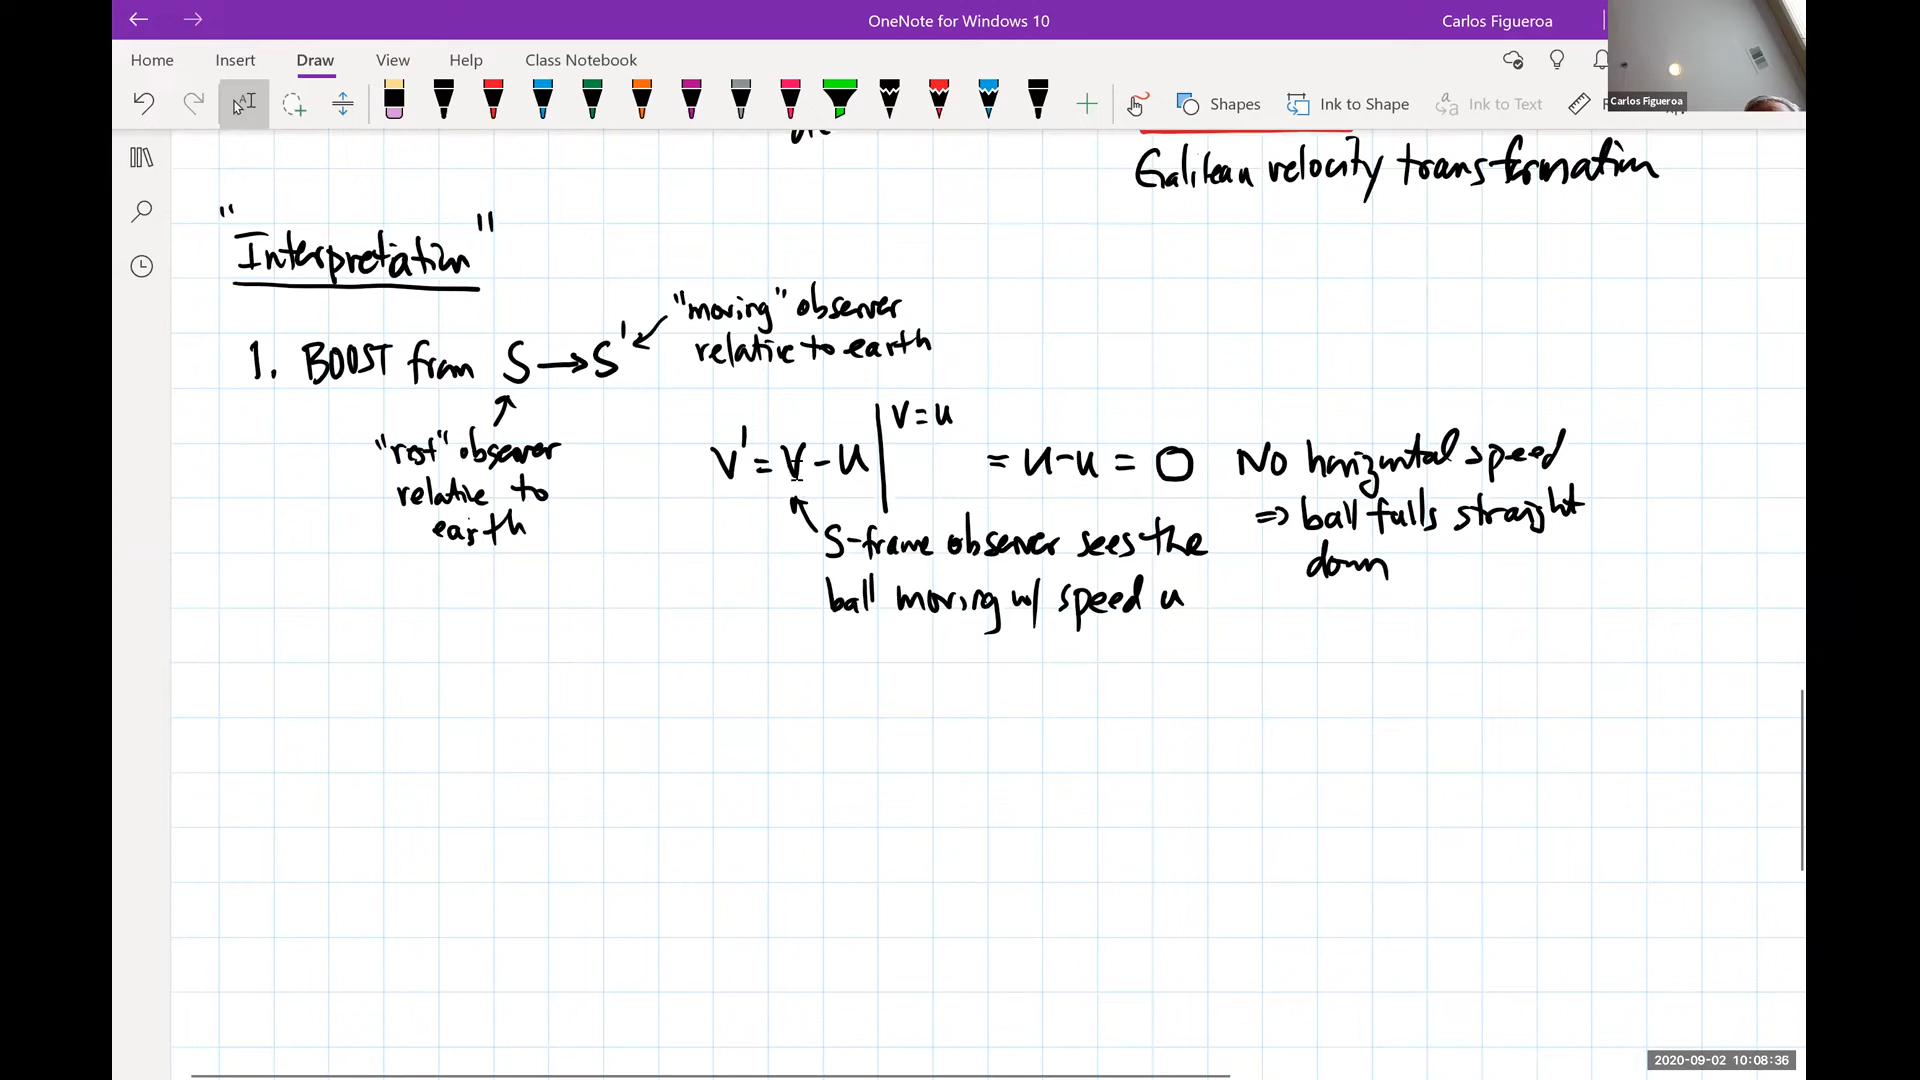 OneNote for Windows 10
Carlos Figueroa
Home Insert Draw View Help Class Notebook
Shapes Ink to Shape Ink to Text
Carlos Figueroa
Galilean velocity transformation
"Interpretation"
"moving" observer
relative to earth
1. BOOST from S → S'
"rest" observer
relative to
earth
V' = V - u | V = u = u - u = 0 No horizontal speed
⇒ ball falls straight
down
S-frame observer sees the
ball moving w/ speed u
2020-09-02 10:08:36